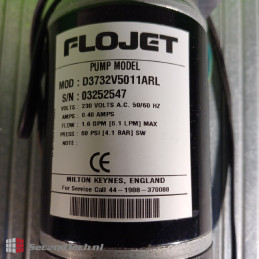 FLOJET
PUMP MODEL
MOD : D3732V5011ARL
S/N : 03252547
VOLTS : 230 VOLTS A.C. 50/60 HZ
AMPS : 0.40 AMPS
FLOW : 1.6 GPM [6.1 LPM] MAX
PRESS : 60 PSI [4.1 BAR] SW
NOTE :
CE
MILTON KEYNES, ENGLAND
For Service Call 44-1908-370088